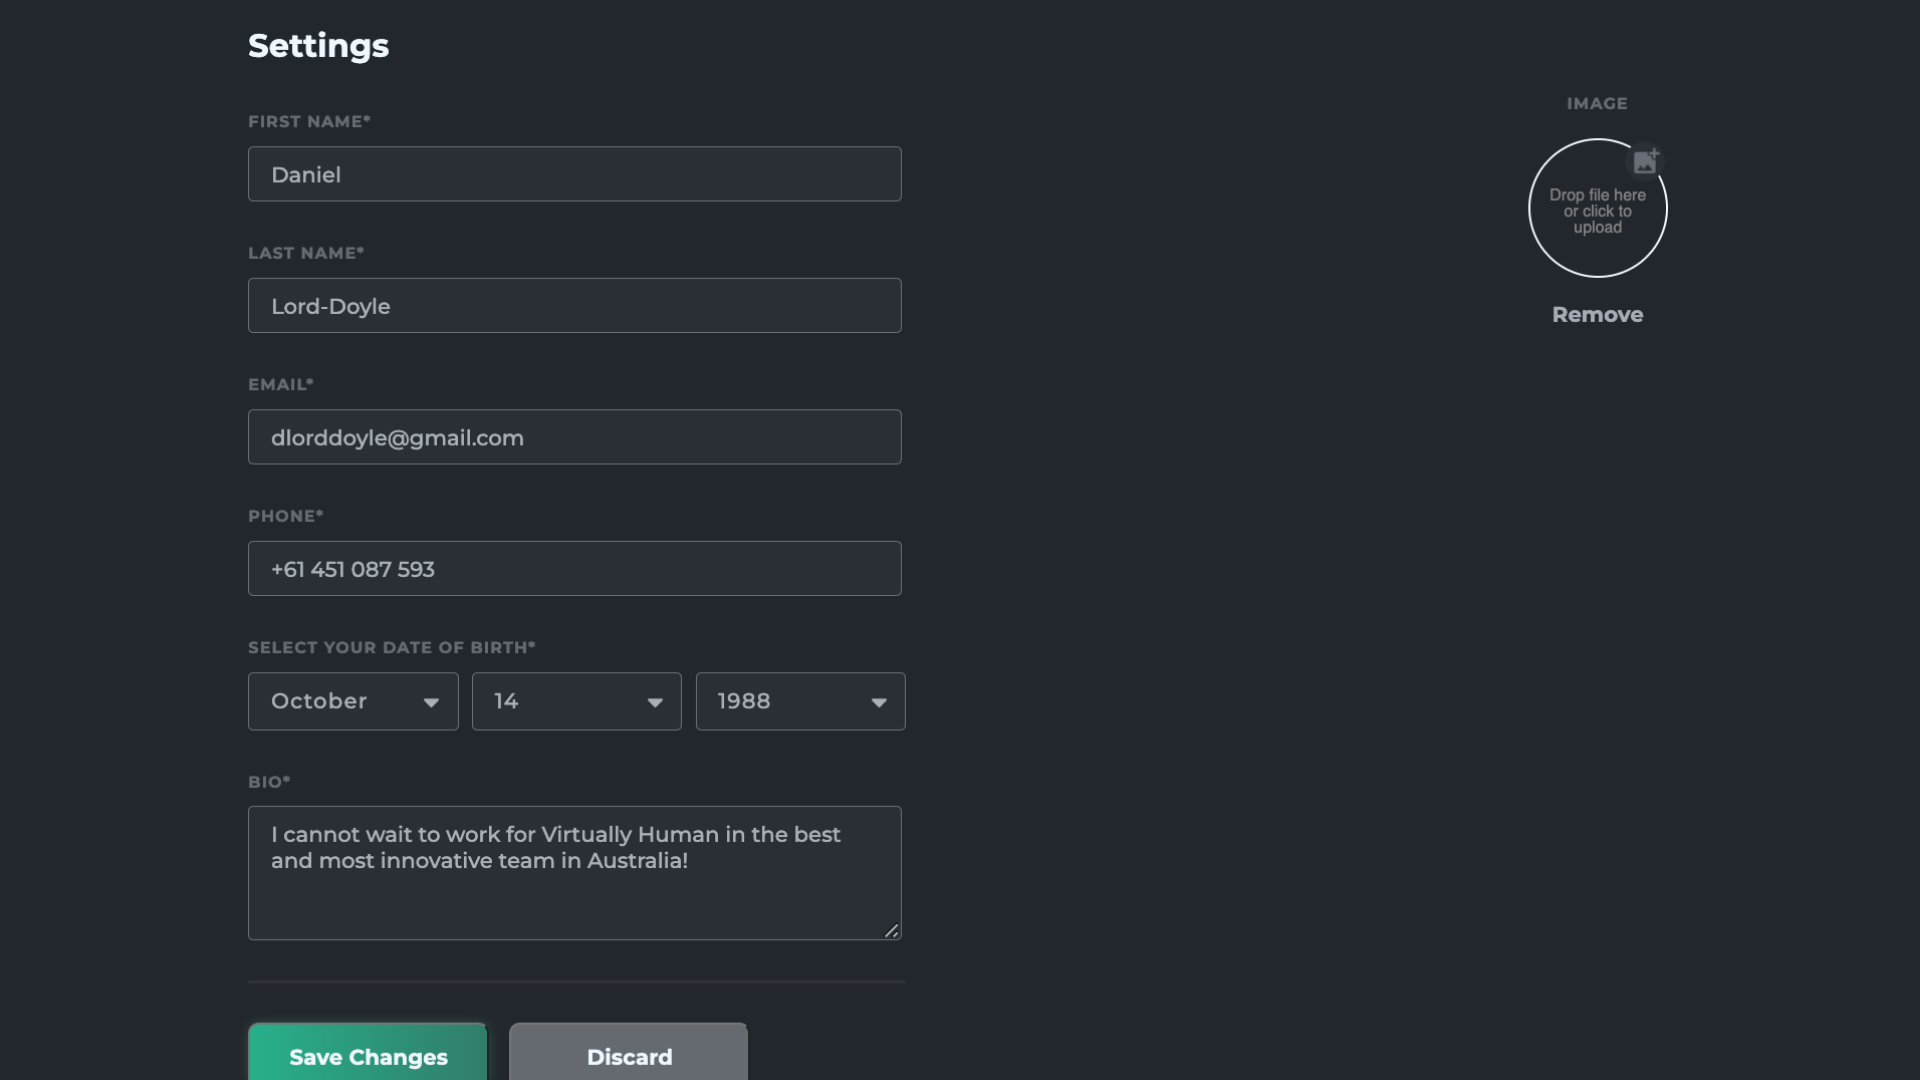 Settings
FIRST NAME*
Daniel
LAST NAME*
Lord-Doyle
EMAIL*
dlorddoyle@gmail.com
PHONE*
+61 451 087 593
SELECT YOUR DATE OF BIRTH*
October 14 1988
BIO*
I cannot wait to work for Virtually Human in the best
and most innovative team in Australia!
Save Changes Discard
IMAGE
Drop file here
or click to
upload
Remove